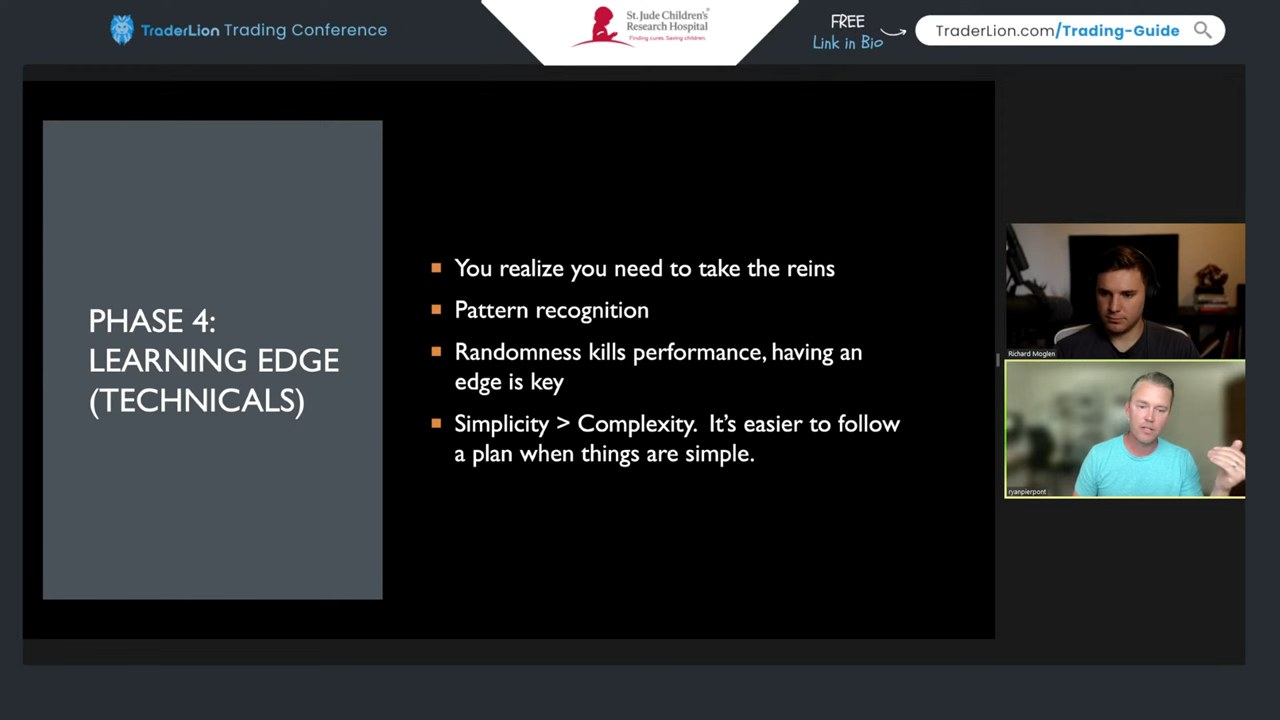 TraderLion Trading Conference
St. Jude Children's
Research Hospital
Finding cures. Saving children.
FREE
Link in Bio
TraderLion.com/Trading-Guide
PHASE 4:
LEARNING EDGE
(TECHNICALS)
You realize you need to take the reins
Pattern recognition
Randomness kills performance, having an
edge is key
Simplicity > Complexity.  It's easier to follow
a plan when things are simple.
Richard Moglen
ryanpierpont